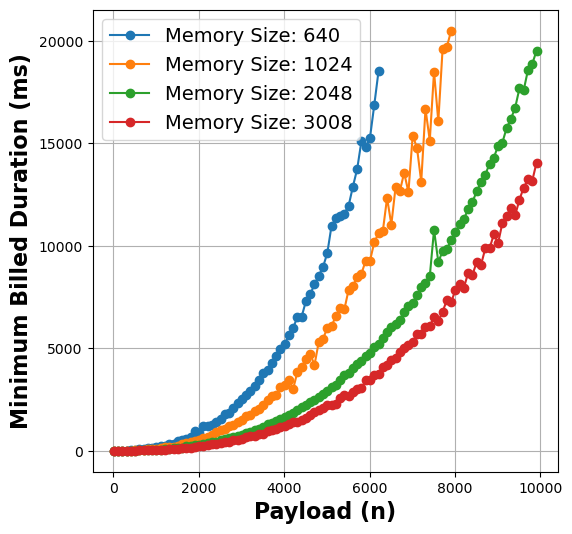 Memory Size: 640
Memory Size: 1024
Memory Size: 2048
Memory Size: 3008
Minimum Billed Duration (ms)
20000
15000
10000
5000
0
0 2000 4000 6000 8000 10000
Payload (n)